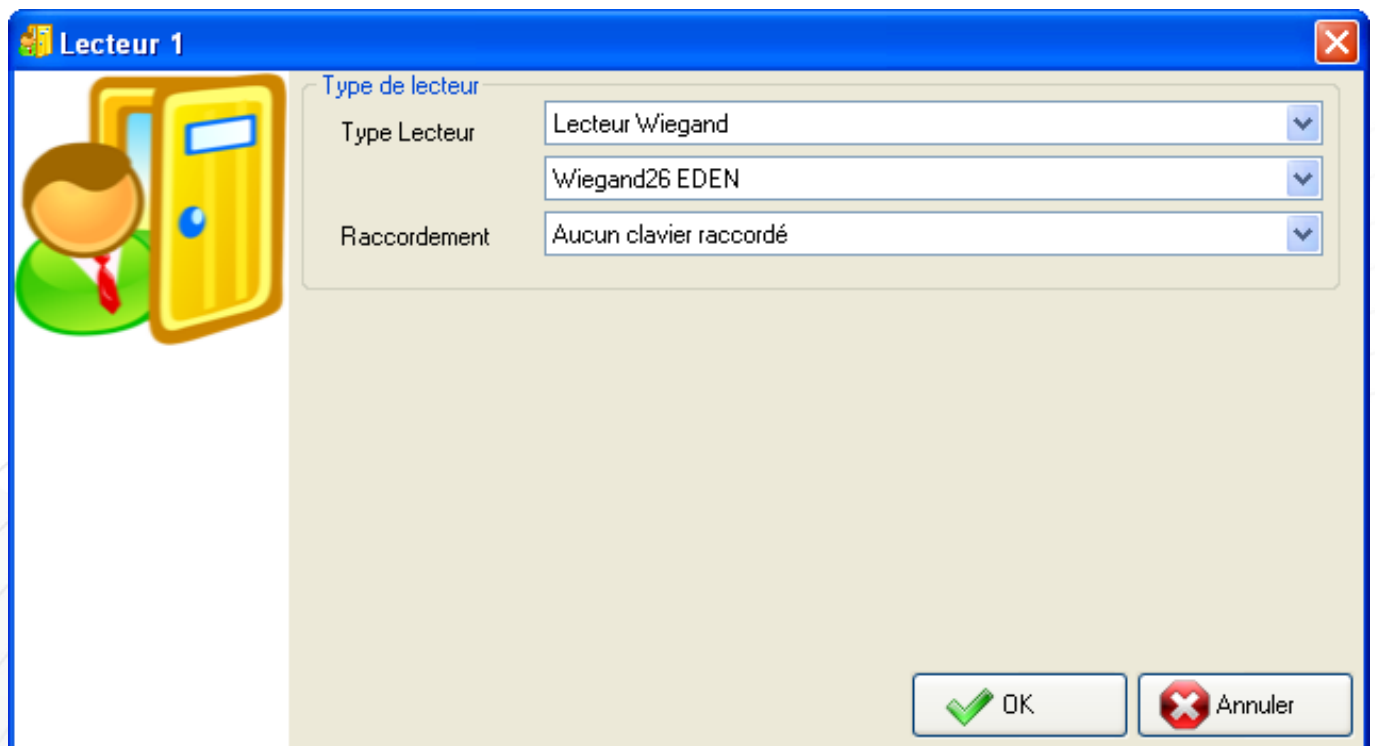 Lecteur 1
Type de lecteur
Type Lecteur
Lecteur Wiegand
Wiegand26 EDEN
Raccordement
Aucun clavier raccordé
OK
Annuler